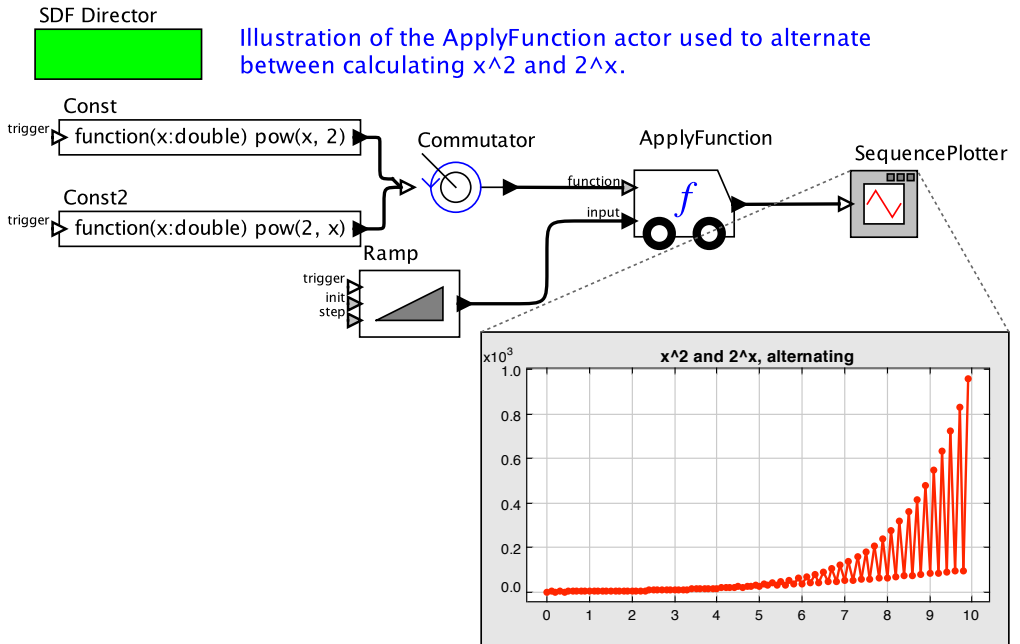 SDF Director
Illustration of the ApplyFunction actor used to alternate
between calculating x^2 and 2^x.
Const
trigger
function(x:double) pow(x, 2)
Commutator
ApplyFunction
SequencePlotter
function
f
input
Const2
trigger
function(x:double) pow(2, x)
Ramp
trigger
init
step
x10^3
x^2 and 2^x, alternating
1.0
0.8
0.6
0.4
0.2
0.0
0 1 2 3 4 5 6 7 8 9 10